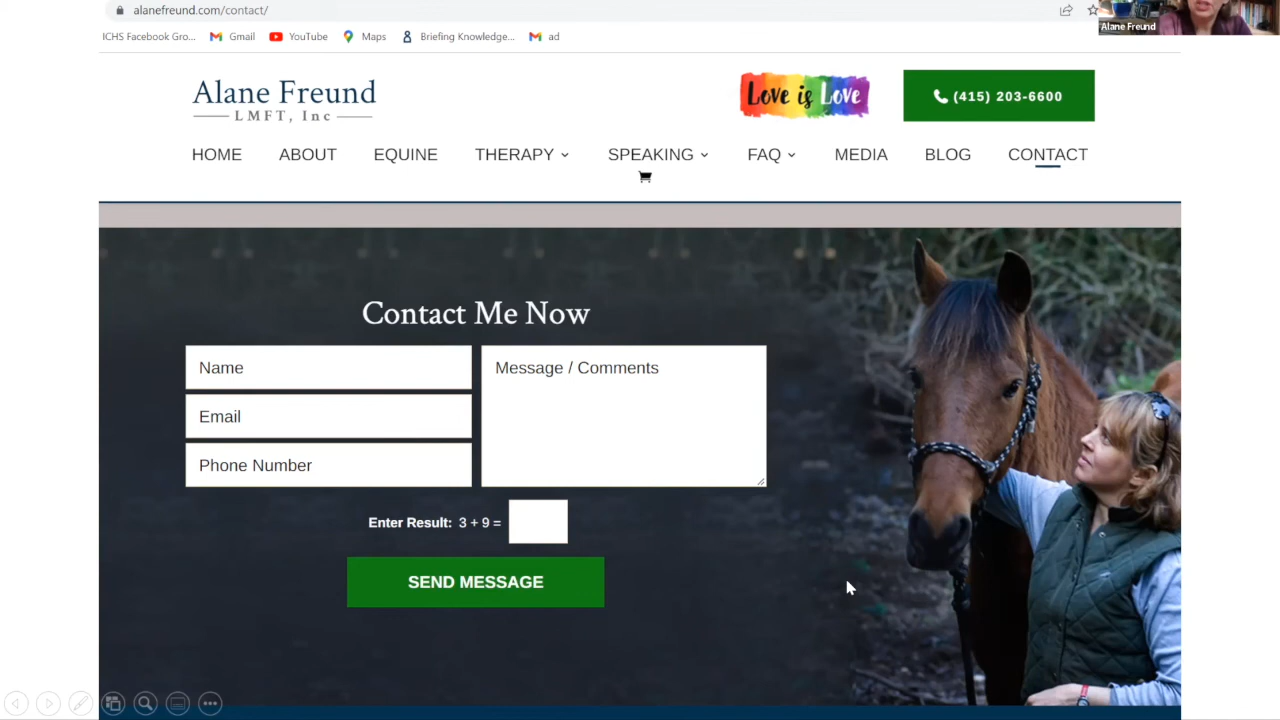 alanefreund.com/contact/
ICHS Facebook Gro... Gmail YouTube Maps Briefing Knowledge... ad
Alane Freund
Alane Freund
LMFT, Inc
Love is Love
(415) 203-6600
HOME ABOUT EQUINE THERAPY SPEAKING FAQ MEDIA BLOG CONTACT
Contact Me Now
Name
Message / Comments
Email
Phone Number
Enter Result: 3 + 9 =
SEND MESSAGE